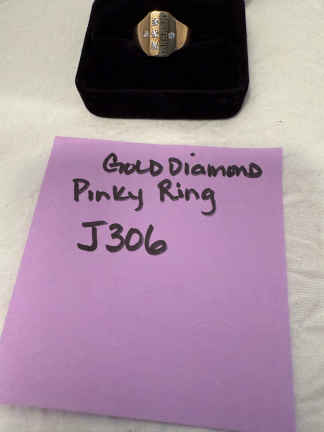 Gold Diamond
Pinky Ring
J306